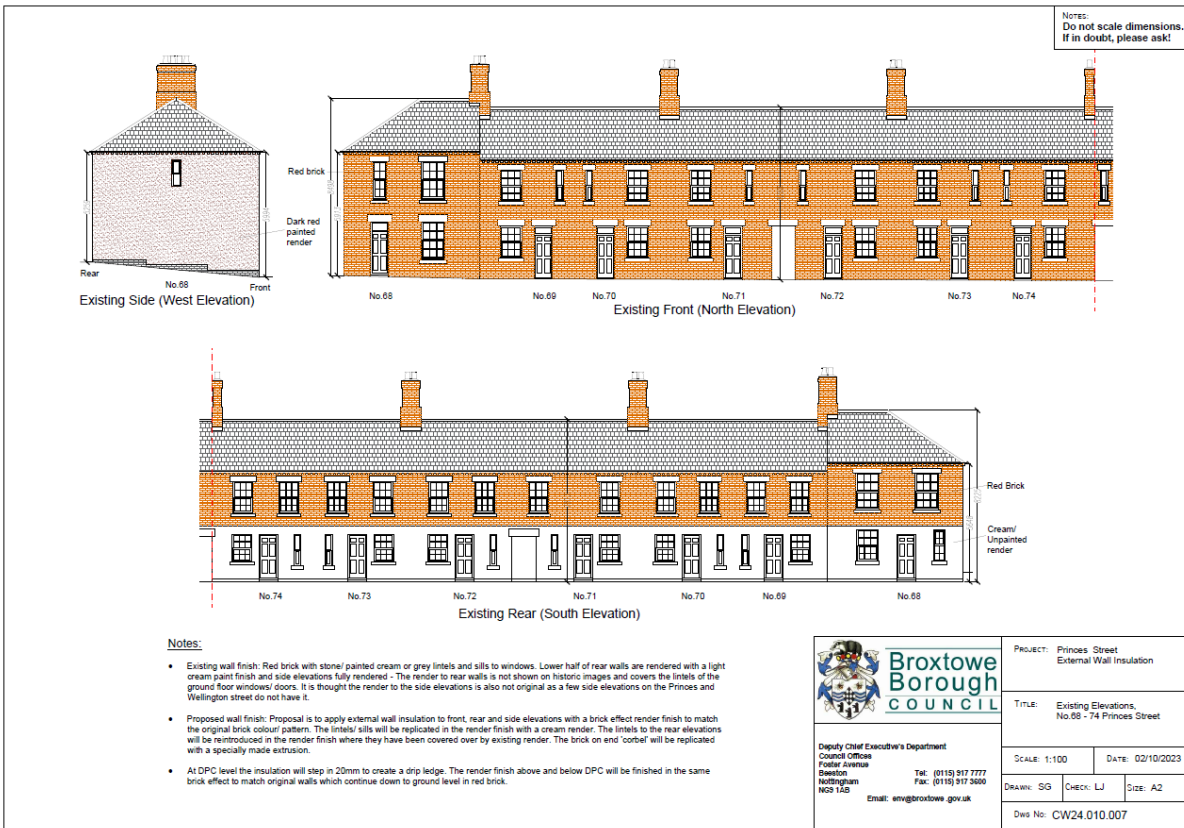 NOTES:
Do not scale dimensions.
If in doubt, please ask!
Red brick
Dark red
painted
render
Rear
No.68
Front
Existing Side (West Elevation)
No.68
No.69
No.70
No.71
No.72
No.73
No.74
Existing Front (North Elevation)
Red Brick
Cream/
Unpainted
render
No.74
No.73
No.72
No.71
No.70
No.69
No.68
Existing Rear (South Elevation)
Notes:
• Existing wall finish: Red brick with stone/ painted cream or grey lintels and sills to windows. Lower half of rear walls are rendered with a light
cream paint finish and side elevations fully rendered - The render to rear walls is not shown on historic images and covers the lintels of the
ground floor windows/ doors. It is thought the render to the side elevations is also not original as a few side elevations on the Princes and
Wellington street do not have it.
• Proposed wall finish: Proposal is to apply external wall insulation to front, rear and side elevations with a brick effect render finish to match
the original brick colour/ pattern. The lintels/ sills will be replicated in the render finish with a cream render. The lintels to the rear elevations
will be reintroduced in the render finish where they have been covered over by existing render. The brick on end 'corbel' will be replicated
with a specially made extrusion.
• At DPC level the insulation will step in 20mm to create a drip ledge. The render finish above and below DPC will be finished in the same
brick effect to match original walls which continue down to ground level in red brick.
Broxtowe
Borough
COUNCIL
Deputy Chief Executive's Department
Council Offices
Foster Avenue
Beeston
Nottingham
NG9 1AB
Tel: (0115) 917 7777
Fax: (0115) 917 3600
Email: env@broxtowe .gov.uk
PROJECT: Princes Street
External Wall Insulation
TITLE: Existing Elevations,
No.68 - 74 Princes Street
SCALE: 1:100
DATE: 02/10/2023
DRAWN: SG
CHECK: LJ
SIZE: A2
DWG NO: CW24.010.007